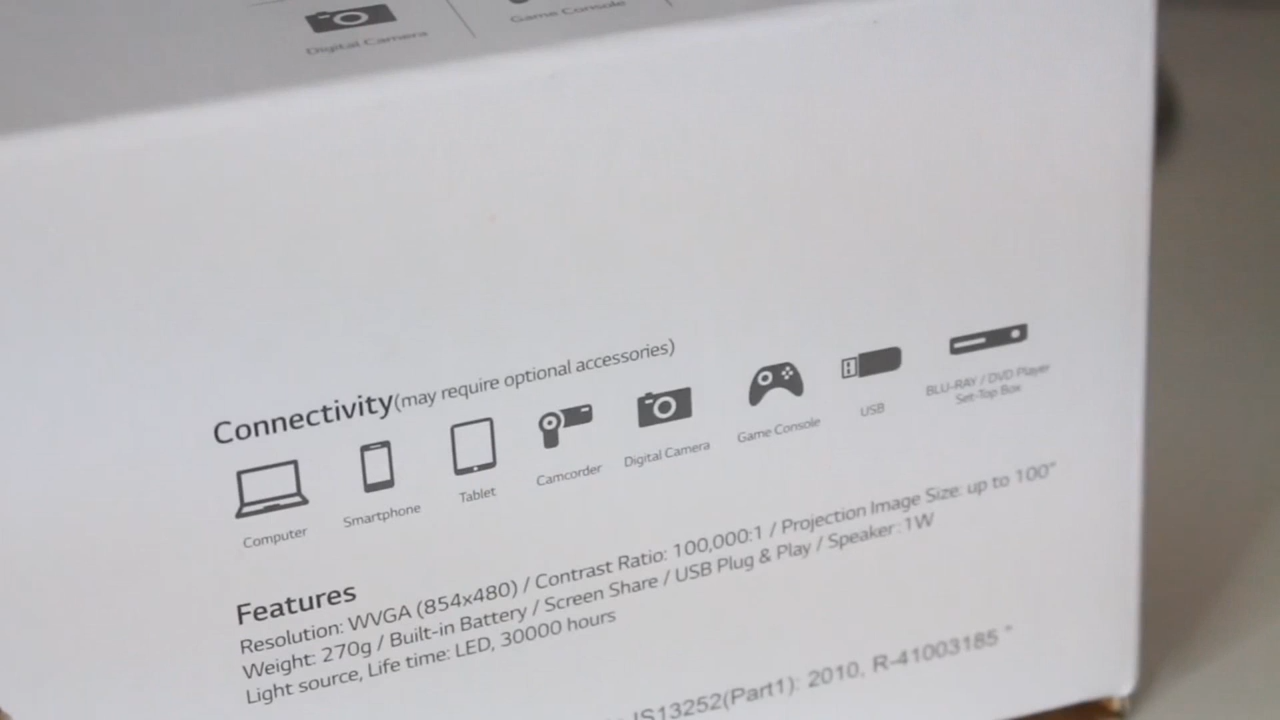 Digital Camera
Game Console
Connectivity(may require optional accessories)
Computer
Smartphone
Tablet
Camcorder
Digital Camera
Game Console
USB
BLU-RAY / DVD Player
Set-Top Box
Features
Resolution: WVGA (854x480) / Contrast Ratio: 100,000:1 / Projection Image Size: up to 100"
Weight: 270g / Built-in Battery / Screen Share / USB Plug & Play / Speaker: 1W
Light source, Life time: LED, 30000 hours
IS13252(Part1): 2010, R-41003185 "